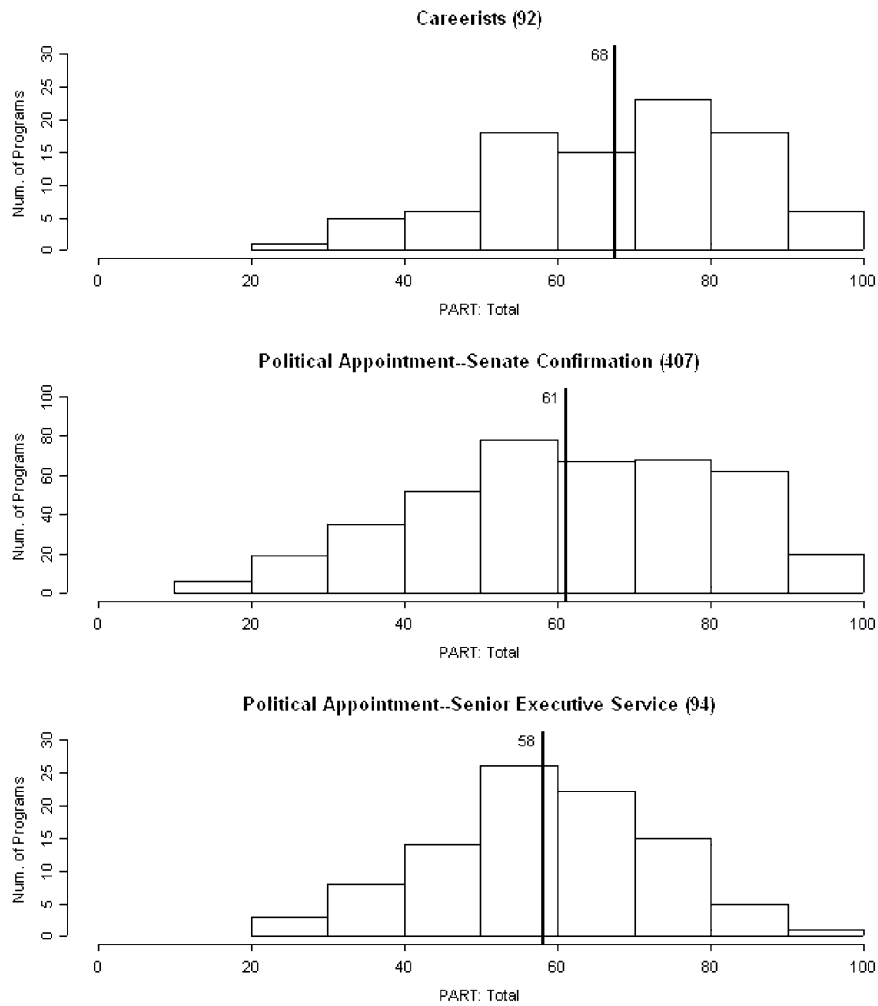 Careerists (92)
68
30
25
20
15
10
5
0
Num. of Programs
0 20 40 60 80 100
PART: Total
Political Appointment--Senate Confirmation (407)
61
100
80
60
40
20
0
Num. of Programs
0 20 40 60 80 100
PART: Total
Political Appointment--Senior Executive Service (94)
58
30
25
20
15
10
5
0
Num. of Programs
0 20 40 60 80 100
PART: Total